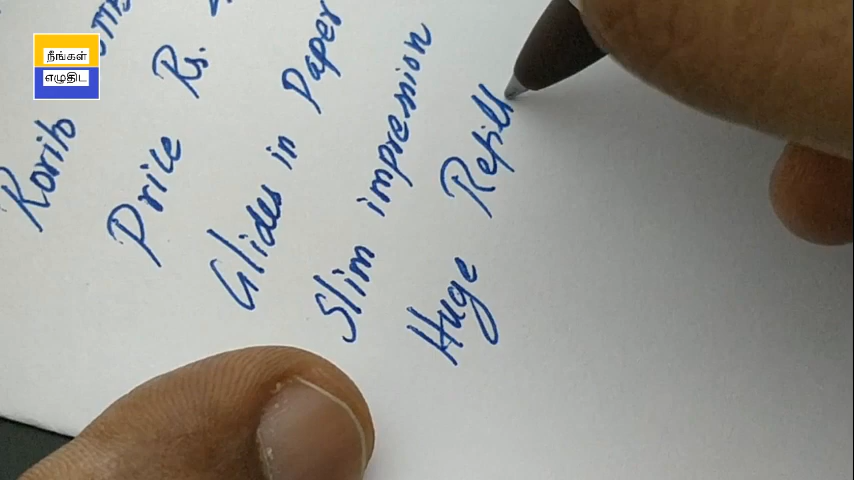 நீங்கள்
எழுதிட
Rorito
Price Rs.
Glides in Paper
Slim impression
Huge Refill